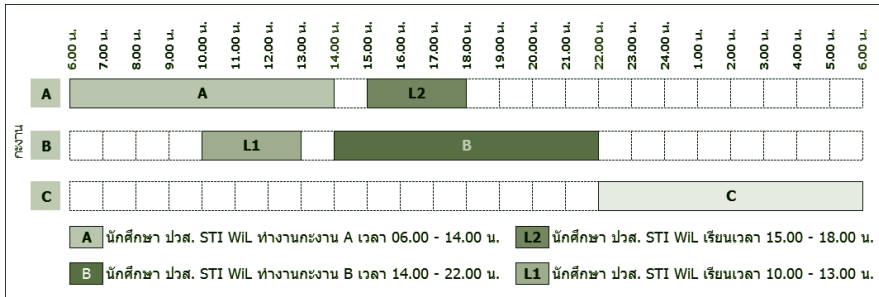 6.00 น. 7.00 น. 8.00 น. 9.00 น. 10.00 น. 11.00 น. 12.00 น. 13.00 น. 14.00 น. 15.00 น. 16.00 น. 17.00 น. 18.00 น. 19.00 น. 20.00 น. 21.00 น. 22.00 น. 23.00 น. 24.00 น. 1.00 น. 2.00 น. 3.00 น. 4.00 น. 5.00 น. 6.00 น.
A A L2
กะงาน
B L1 B
C C
A นักศึกษา ปวส. STI WiL ทำงานกะงาน A เวลา 06.00 - 14.00 น. L2 นักศึกษา ปวส. STI WiL เรียนเวลา 15.00 - 18.00 น.
B นักศึกษา ปวส. STI WiL ทำงานกะงาน B เวลา 14.00 - 22.00 น. L1 นักศึกษา ปวส. STI WiL เรียนเวลา 10.00 - 13.00 น.